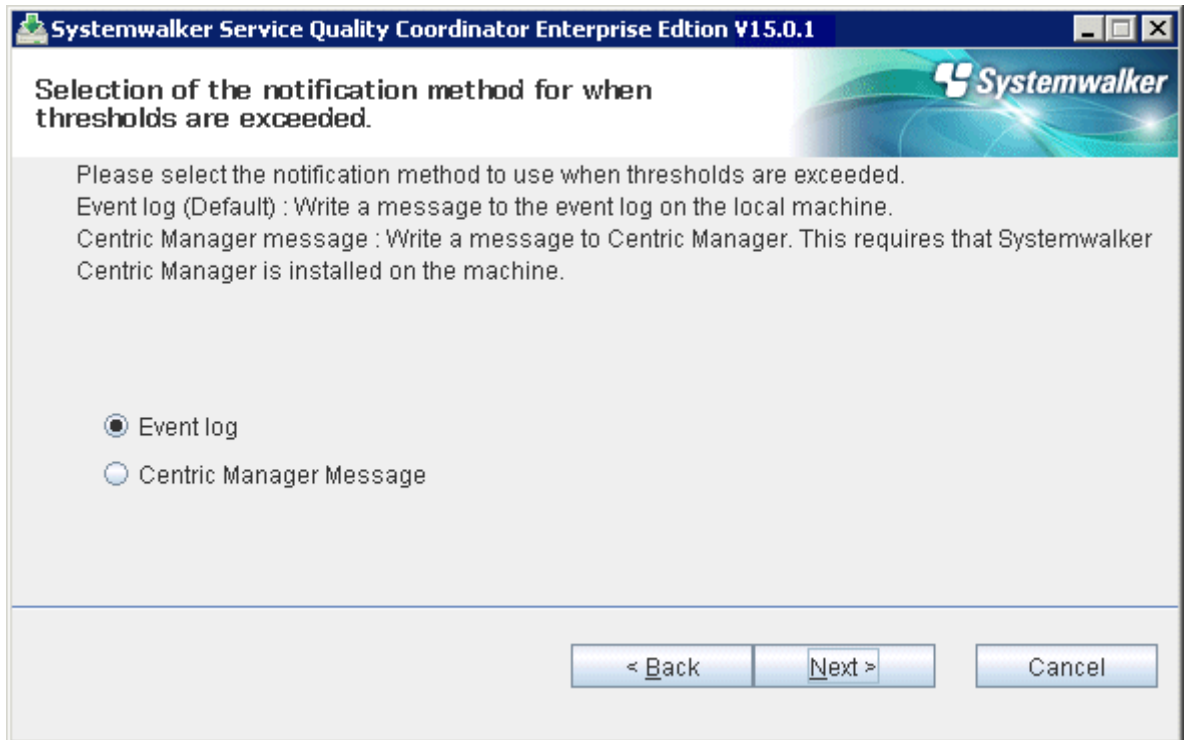 Systemwalker Service Quality Coordinator Enterprise Edtion V15.0.1
Systemwalker
Selection of the notification method for when
thresholds are exceeded.
Please select the notification method to use when thresholds are exceeded.
Event log (Default) : Write a message to the event log on the local machine.
Centric Manager message : Write a message to Centric Manager. This requires that Systemwalker
Centric Manager is installed on the machine.
Event log
Centric Manager Message
< Back
Next >
Cancel